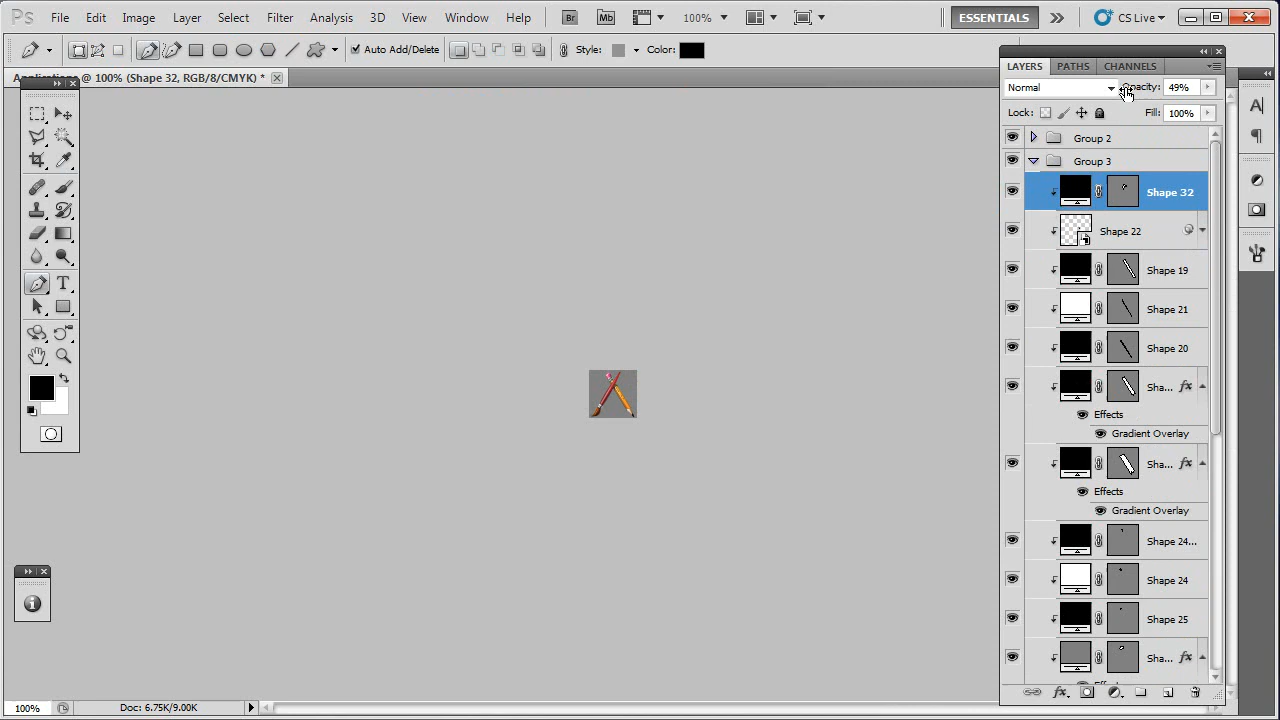 Ps File Edit Image Layer Select Filter Analysis 3D View Window Help Br Mb 100% ESSENTIALS CS Live
Auto Add/Delete Style: Color:
@ 100% (Shape 32, RGB/8/CMYK) *
LAYERS PATHS CHANNELS
Normal Opacity: 49%
Lock: Fill: 100%
Group 2
Group 3
Shape 32
Shape 22
Shape 19
Shape 21
Shape 20
Sha... fx
Effects
Gradient Overlay
Sha... fx
Effects
Gradient Overlay
Shape 24...
Shape 24
Shape 25
Sha... fx
100% Doc: 6.75K/9.00K